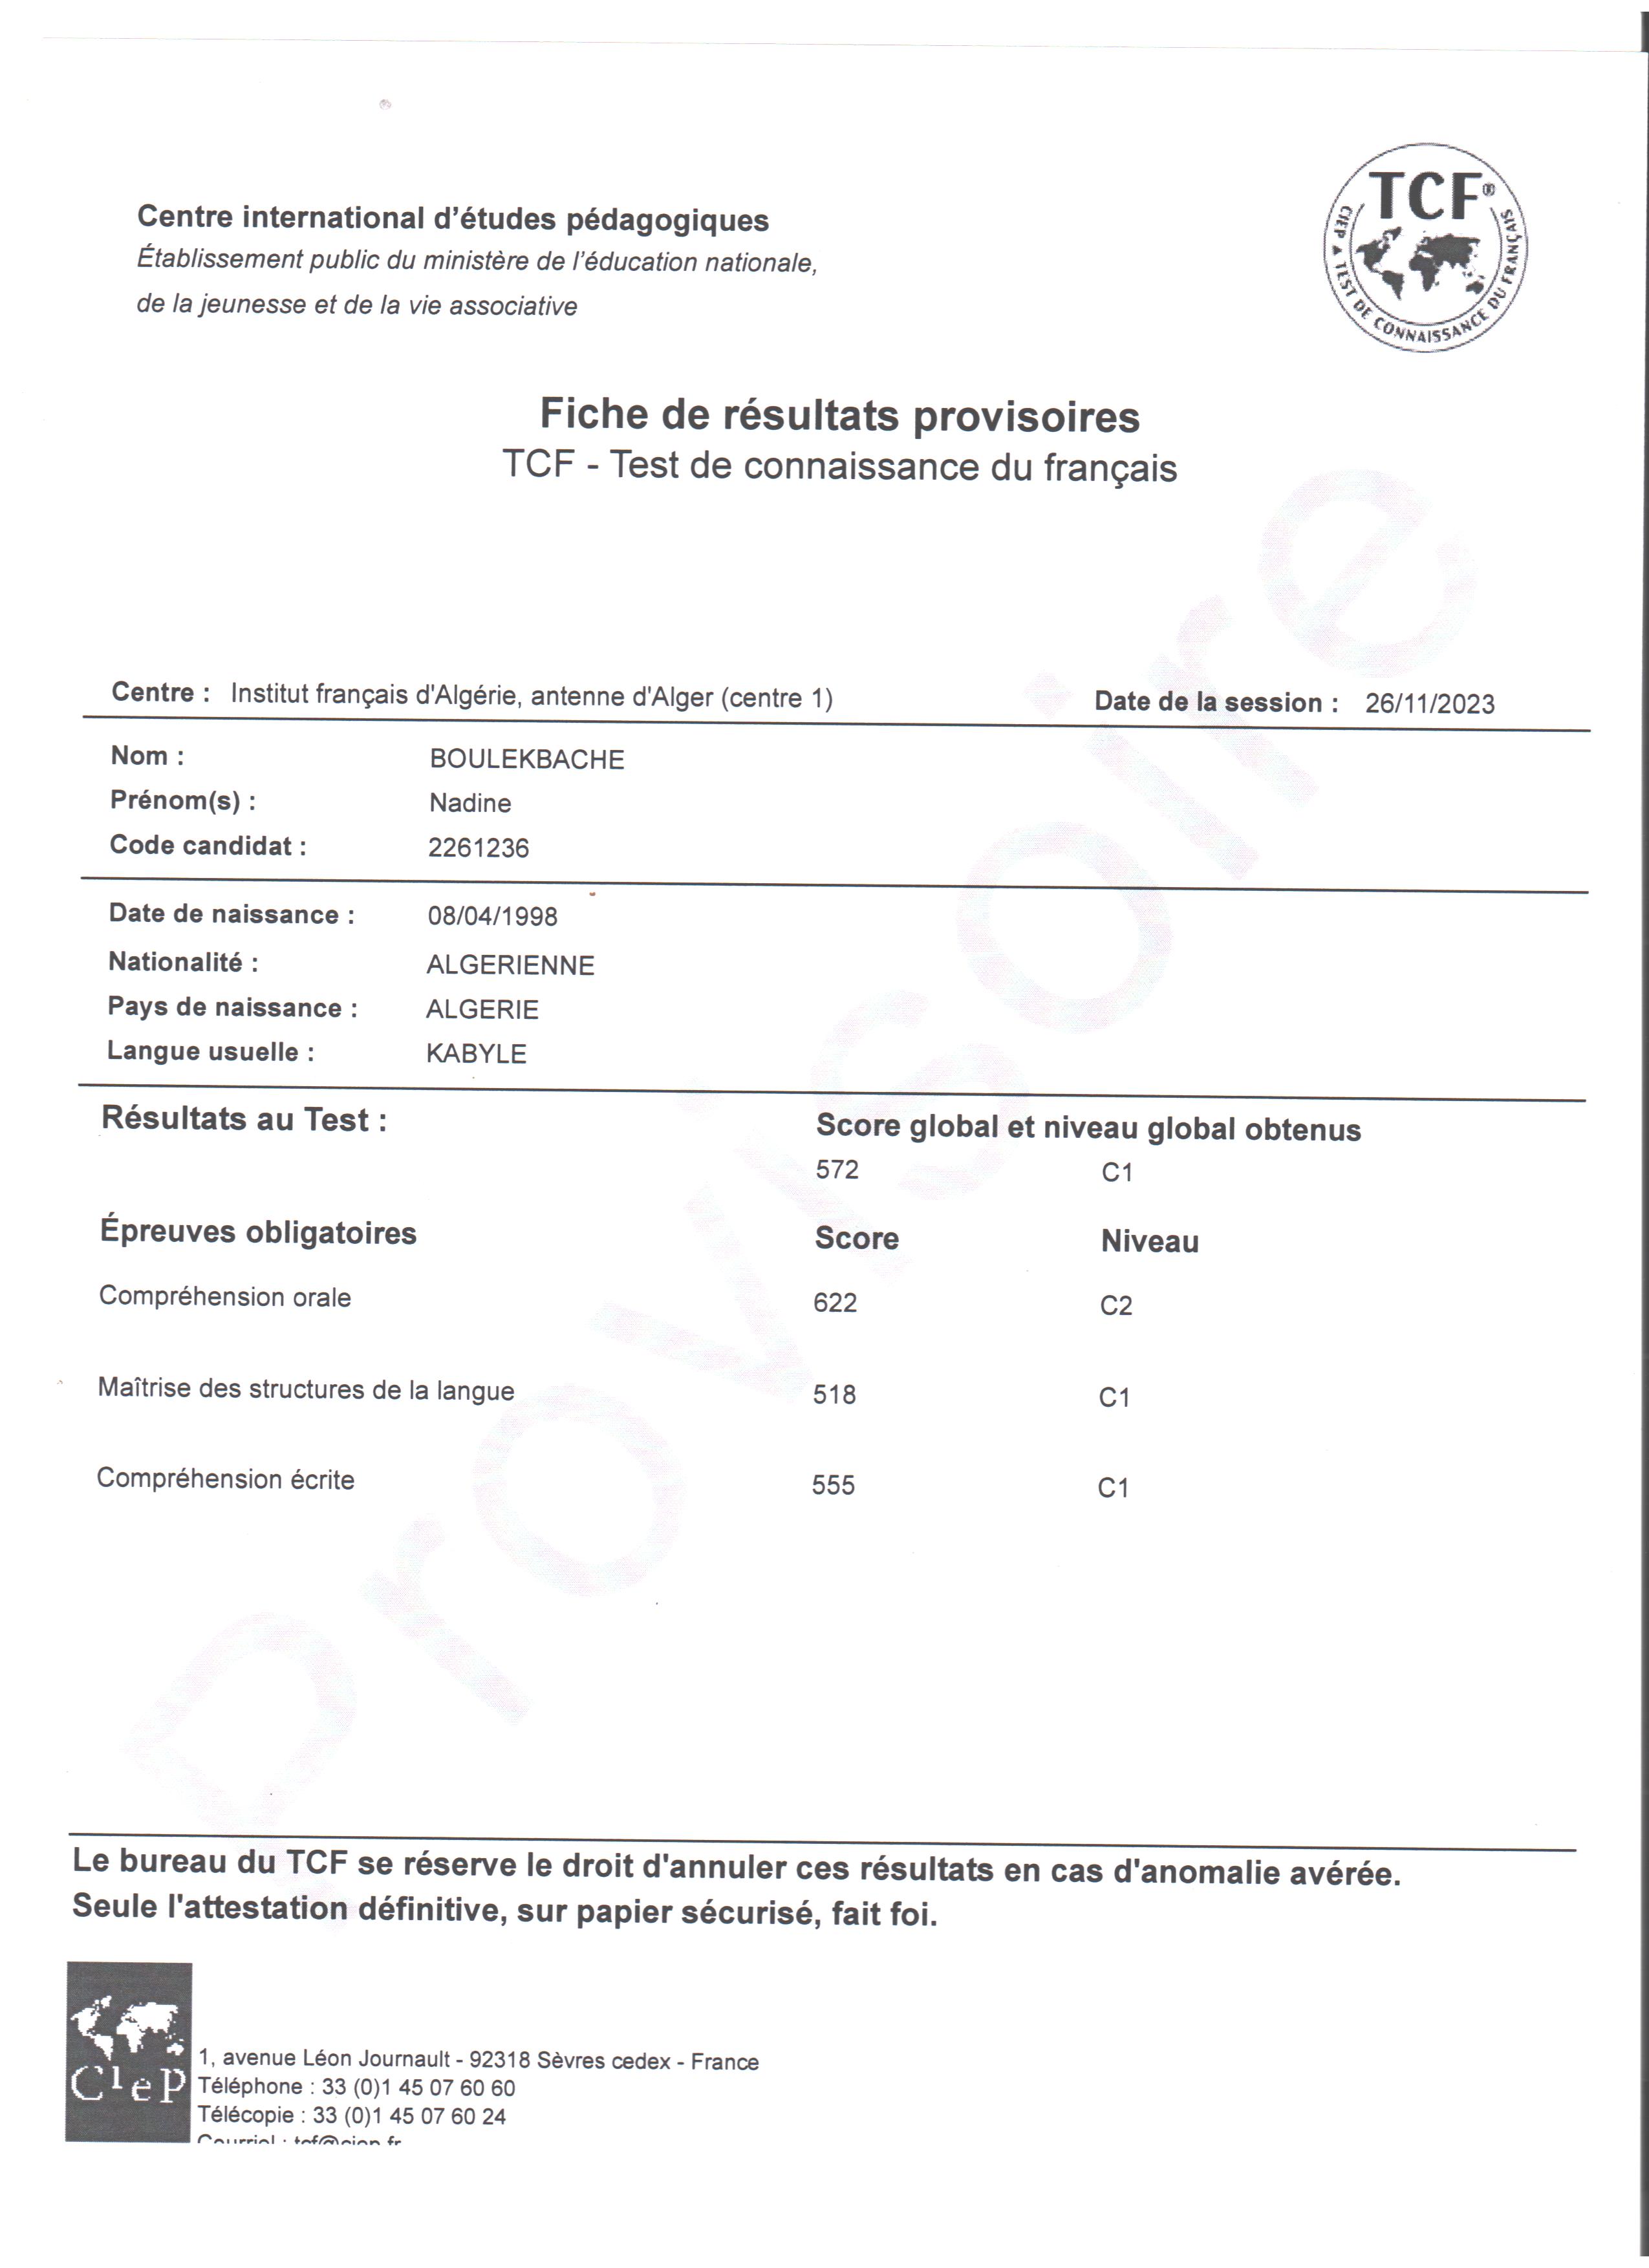 Centre international d'études pédagogiques
Établissement public du ministère de l'éducation nationale,
de la jeunesse et de la vie associative
TCF®
CIEP ▲ TEST DE CONNAISSANCE DU FRANÇAIS
Fiche de résultats provisoires
TCF - Test de connaissance du français
Provisoire
Centre : Institut français d'Algérie, antenne d'Alger (centre 1) Date de la session : 26/11/2023
Nom : BOULEKBACHE
Prénom(s) : Nadine
Code candidat : 2261236
Date de naissance : 08/04/1998
Nationalité : ALGERIENNE
Pays de naissance : ALGERIE
Langue usuelle : KABYLE
Résultats au Test : Score global et niveau global obtenus
572 C1
Épreuves obligatoires Score Niveau
Compréhension orale 622 C2
Maîtrise des structures de la langue 518 C1
Compréhension écrite 555 C1
Le bureau du TCF se réserve le droit d'annuler ces résultats en cas d'anomalie avérée.
Seule l'attestation définitive, sur papier sécurisé, fait foi.
CIeP
1, avenue Léon Journault - 92318 Sèvres cedex - France
Téléphone : 33 (0)1 45 07 60 60
Télécopie : 33 (0)1 45 07 60 24
Courriel : tcf@ciep.fr